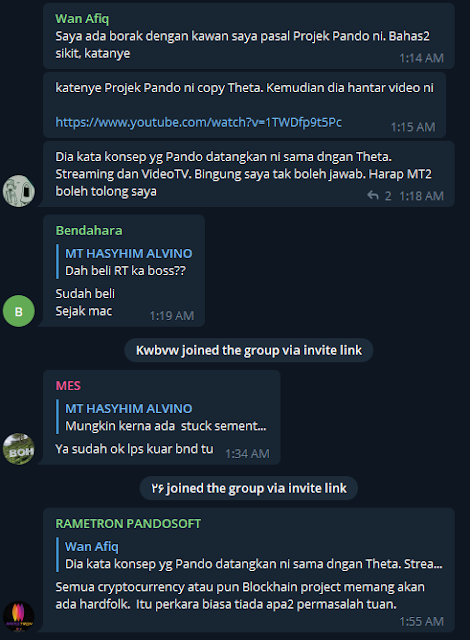 Wan Afiq
Saya ada borak dengan kawan saya pasal Projek Pando ni. Bahas2
sikit, katanye
1:14 AM
katenye Projek Pando ni copy Theta. Kemudian dia hantar video ni
https://www.youtube.com/watch?v=1TWDfp9t5Pc
1:15 AM
Dia kata konsep yg Pando datangkan ni sama dngan Theta.
Streaming dan VideoTV. Bingung saya tak boleh jawab. Harap MT2
boleh tolong saya
2 1:18 AM
Bendahara
MT HASYHIM ALVINO
Dah beli RT ka boss??
Sudah beli
Sejak mac
1:19 AM
B
Kwbvw joined the group via invite link
MES
MT HASYHIM ALVINO
Mungkin kerna ada stuck sement...
Ya sudah ok lps kuar bnd tu
1:34 AM
BOH
۲۶ joined the group via invite link
RAMETRON PANDOSOFT
Wan Afiq
Dia kata konsep yg Pando datangkan ni sama dngan Theta. Strea...
Semua cryptocurrency atau pun Blockhain project memang akan
ada hardfolk. Itu perkara biasa tiada apa2 permasalah tuan.
1:55 AM